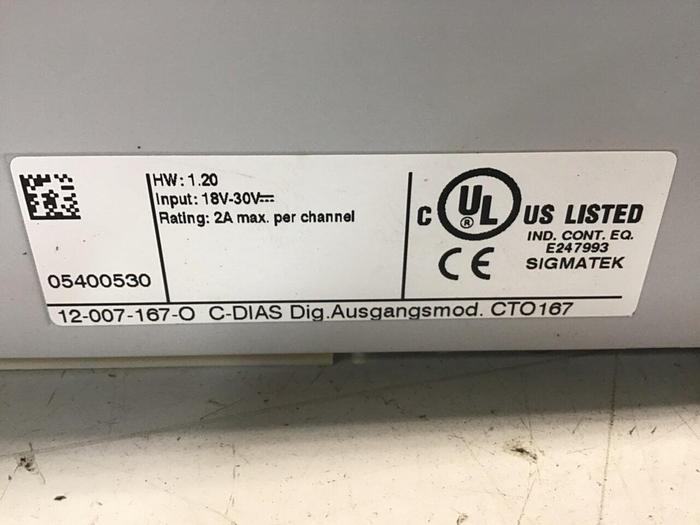 HW: 1.20
Input: 18V-30V⎓
Rating: 2A max. per channel
05400530
C UL ® US LISTED
IND. CONT. EQ.
E247993
CE SIGMATEK
12-007-167-O C-DIAS Dig.Ausgangsmod. CTO167